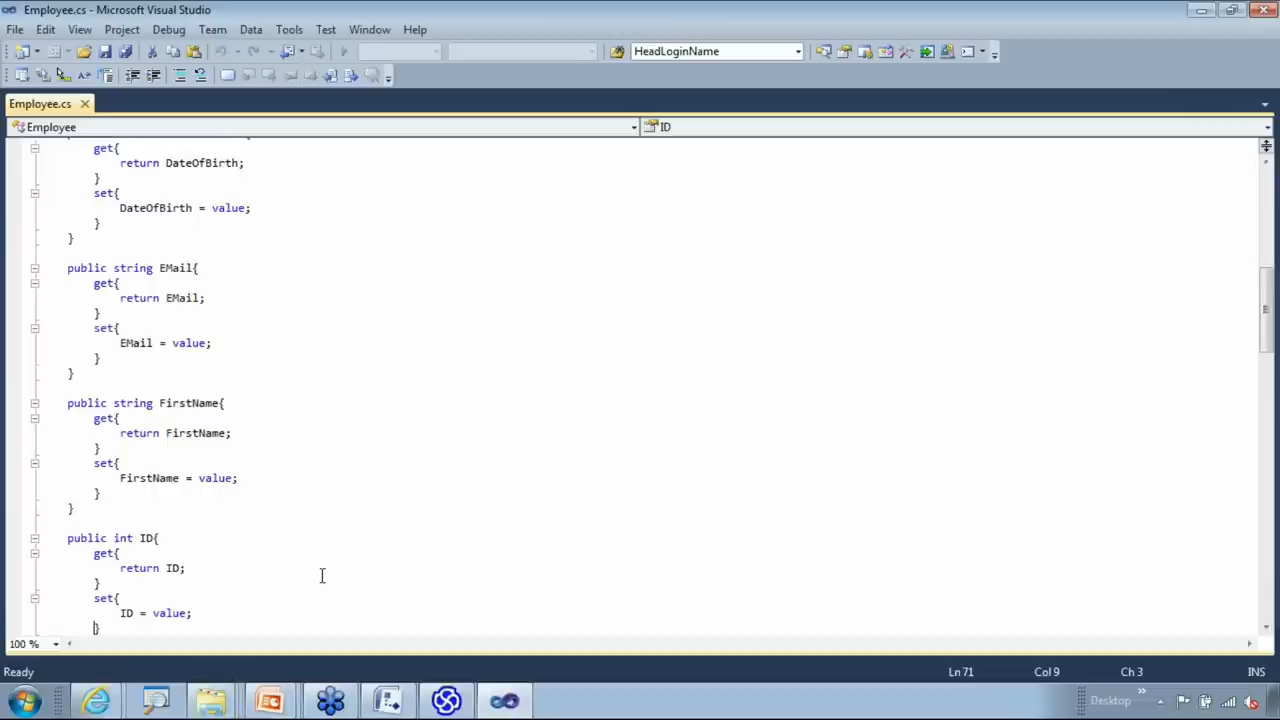 Employee.cs - Microsoft Visual Studio
File Edit View Project Debug Team Data Tools Test Window Help
HeadLoginName
Employee.cs
Employee ID
get{
return DateOfBirth;
}
set{
DateOfBirth = value;
}
}
public string EMail{
get{
return EMail;
}
set{
EMail = value;
}
}
public string FirstName{
get{
return FirstName;
}
set{
FirstName = value;
}
}
public int ID{
get{
return ID;
}
set{
ID = value;
}
100 %
Ready Ln 71 Col 9 Ch 3 INS
Desktop